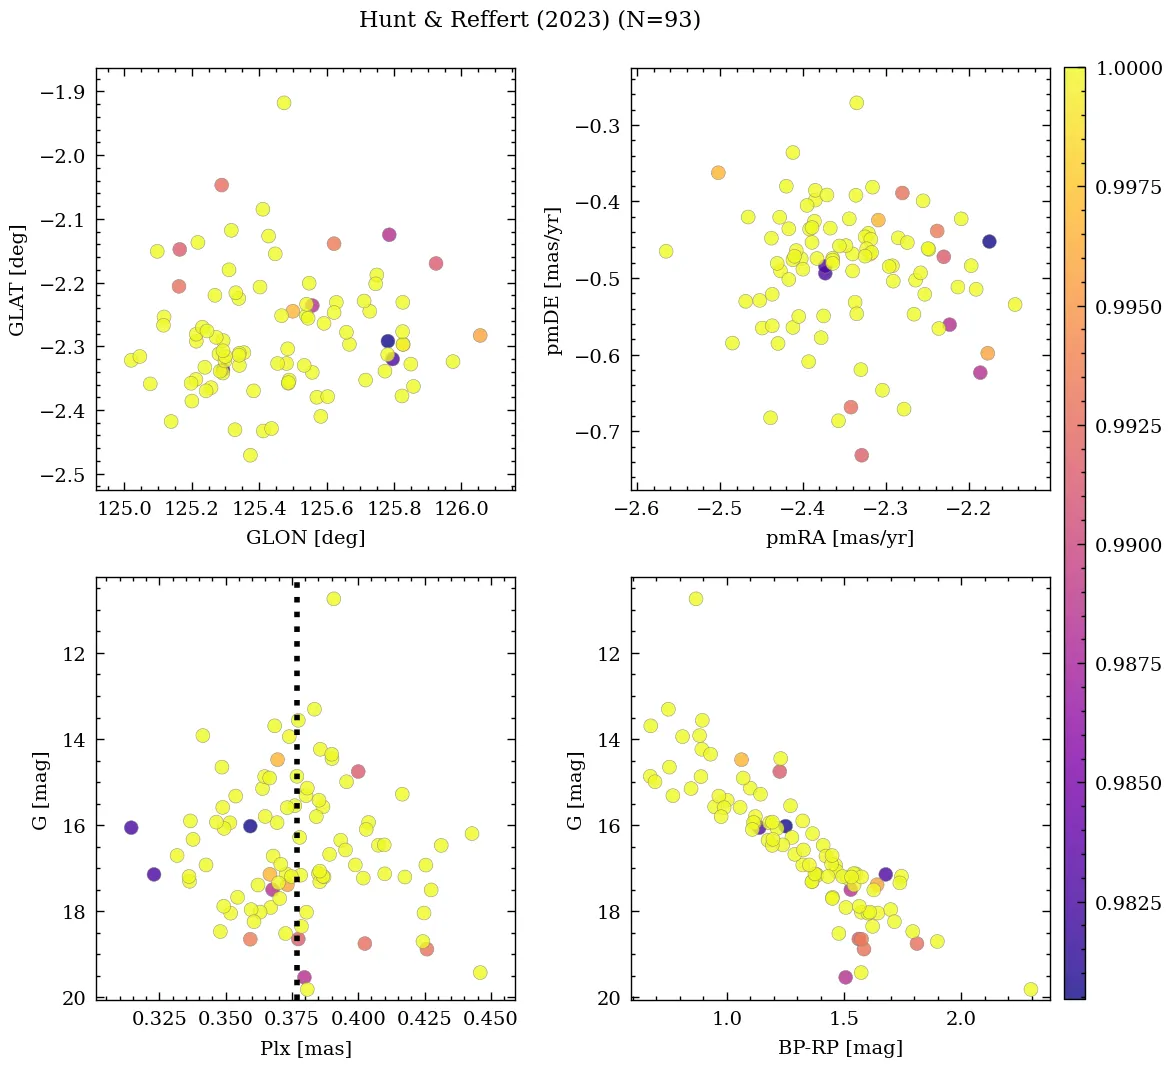 Hunt & Reffert (2023) (N=93)
−1.9
−2.0
−2.1
−2.2
−2.3
−2.4
−2.5
GLAT [deg]
125.0 125.2 125.4 125.6 125.8 126.0
GLON [deg]
−0.3
−0.4
−0.5
−0.6
−0.7
pmDE [mas/yr]
−2.6 −2.5 −2.4 −2.3 −2.2
pmRA [mas/yr]
12
14
16
18
20
G [mag]
0.325 0.350 0.375 0.400 0.425 0.450
Plx [mas]
12
14
16
18
20
G [mag]
1.0 1.5 2.0
BP-RP [mag]
1.0000
0.9975
0.9950
0.9925
0.9900
0.9875
0.9850
0.9825